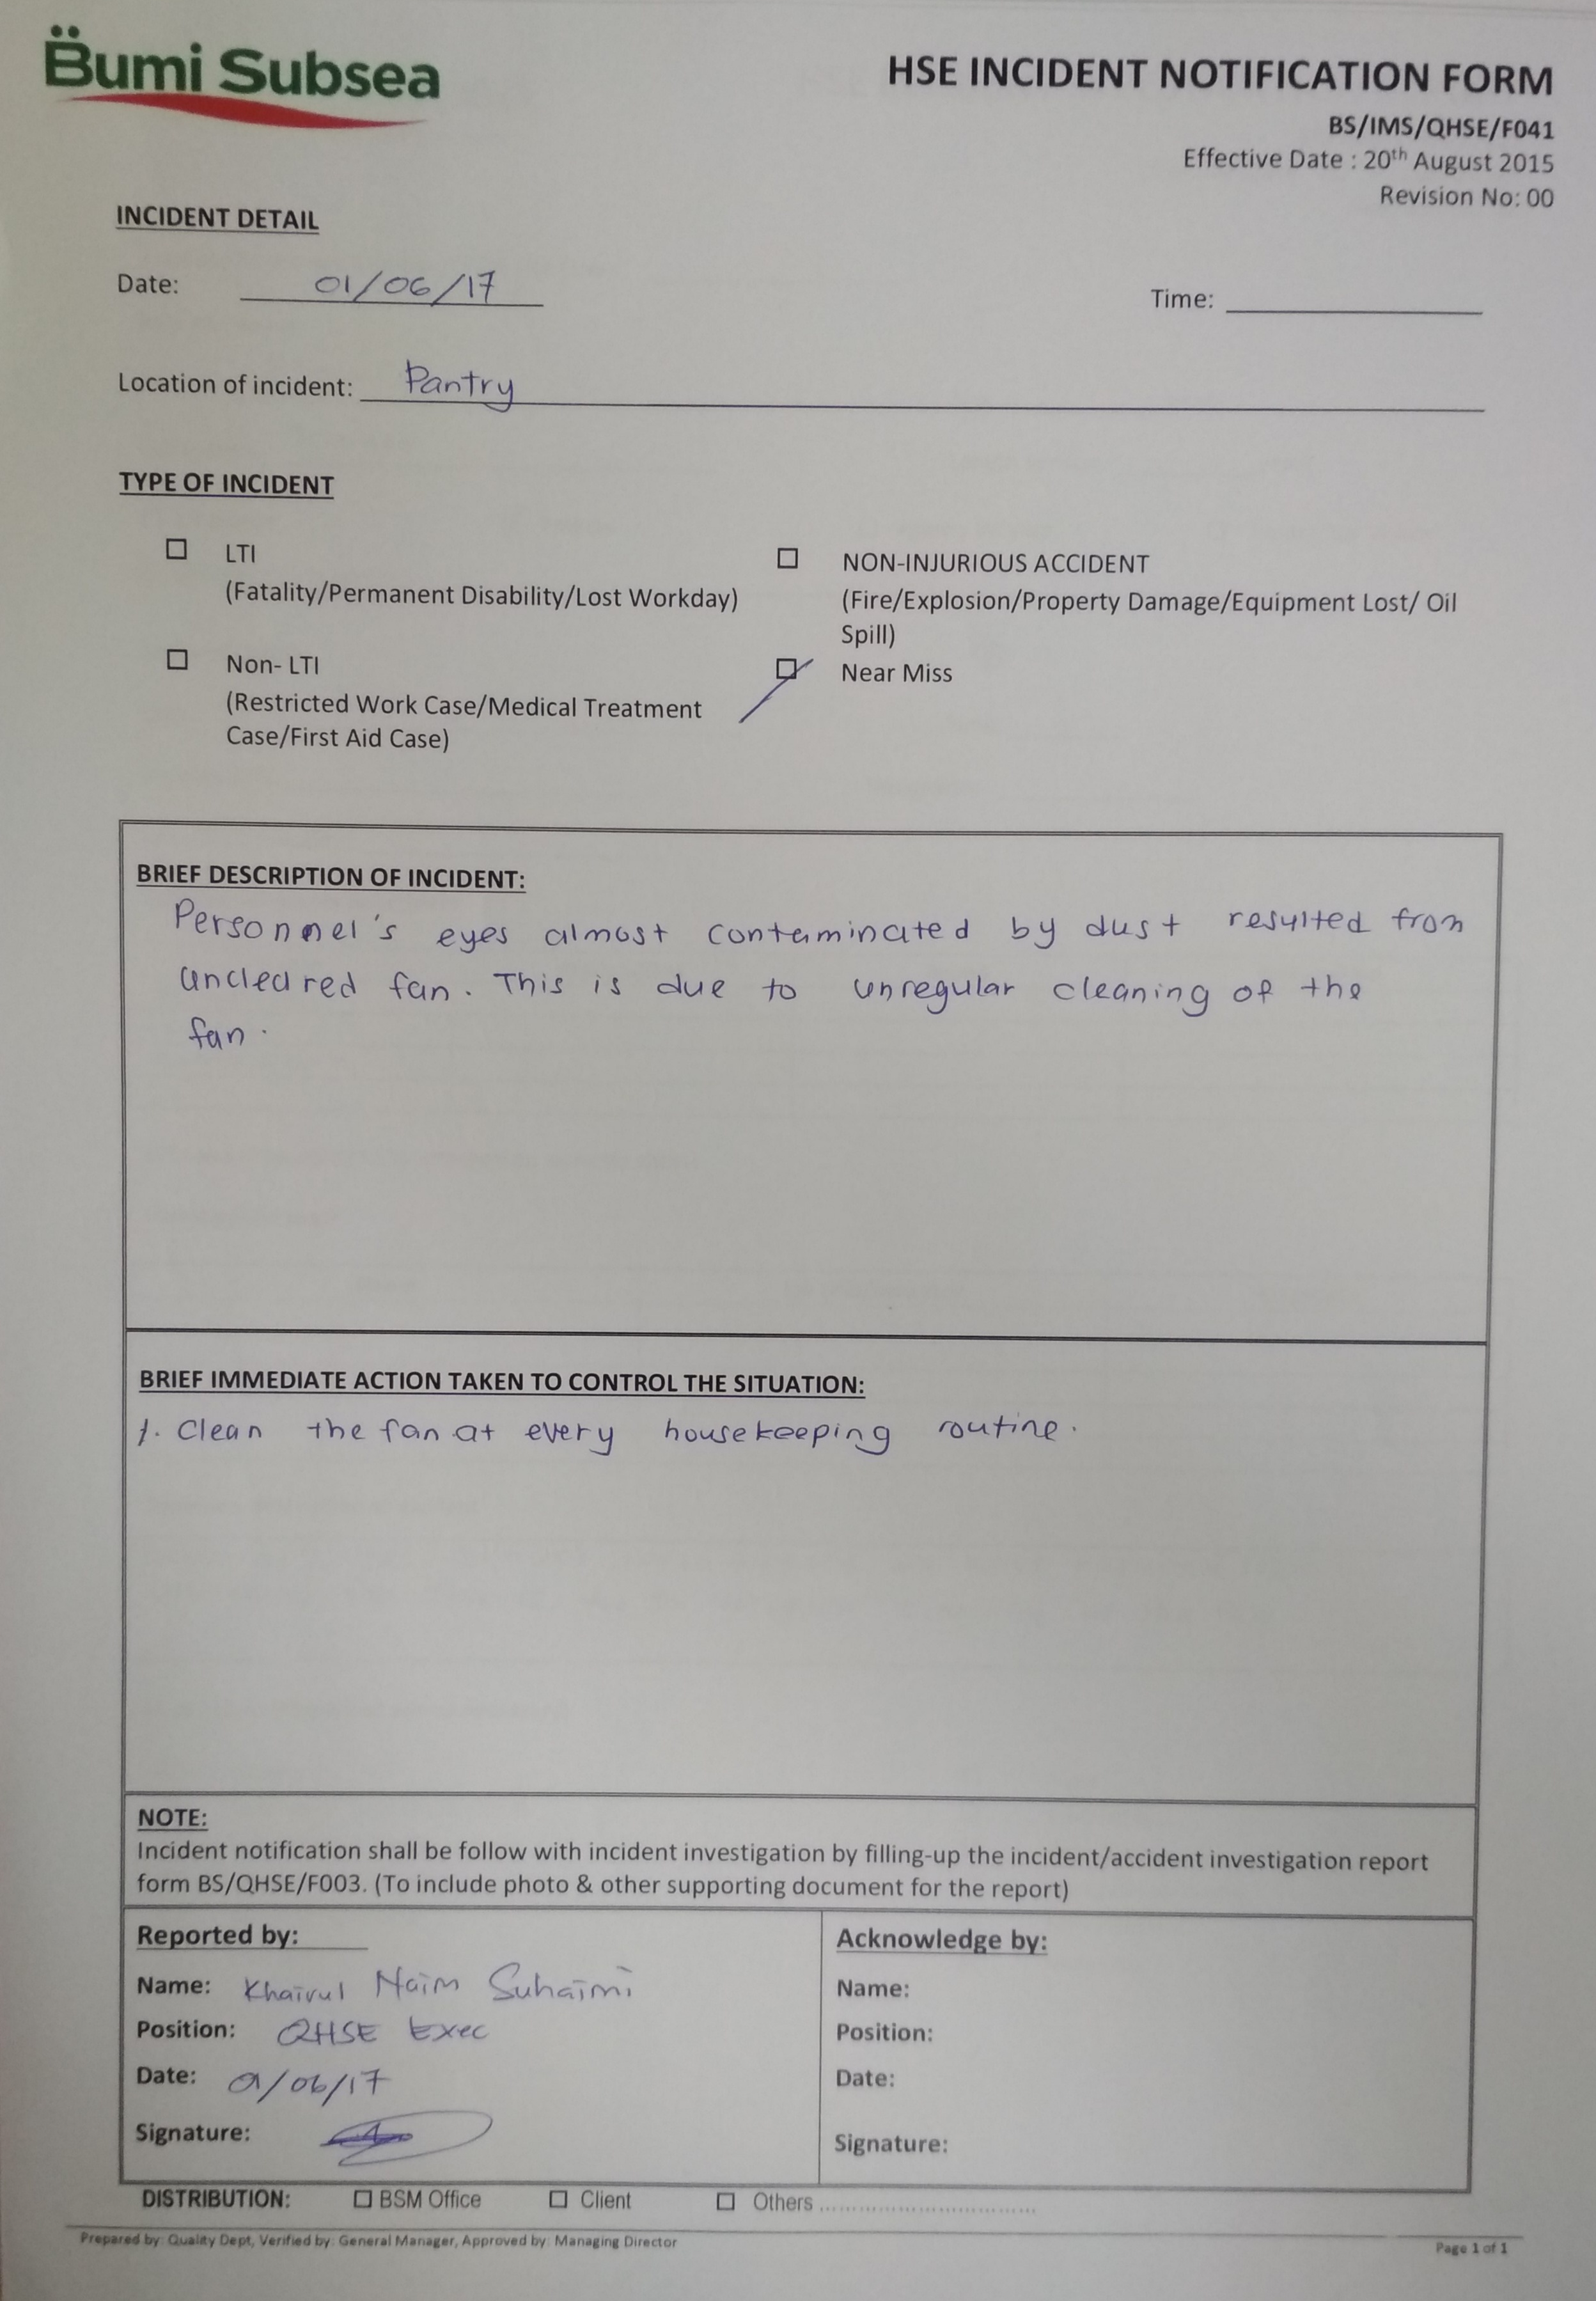 Bumi Subsea
HSE INCIDENT NOTIFICATION FORM
BS/IMS/QHSE/F041
Effective Date : 20th August 2015
Revision No: 00
INCIDENT DETAIL
Date: 01/06/17
Time:
Location of incident: Pantry
TYPE OF INCIDENT
LTI
(Fatality/Permanent Disability/Lost Workday)
NON-INJURIOUS ACCIDENT
(Fire/Explosion/Property Damage/Equipment Lost/ Oil
Spill)
Non- LTI
(Restricted Work Case/Medical Treatment
Case/First Aid Case)
Near Miss
BRIEF DESCRIPTION OF INCIDENT:
Personnel's eyes almost contaminated by dust resulted from
uncleared fan. This is due to unregular cleaning of the
fan.
BRIEF IMMEDIATE ACTION TAKEN TO CONTROL THE SITUATION:
1. Clean the fan at every housekeeping routine.
NOTE:
Incident notification shall be follow with incident investigation by filling-up the incident/accident investigation report
form BS/QHSE/F003. (To include photo & other supporting document for the report)
Reported by:
Name: Khairul Naim Suhaimi
Position: QHSE Exec
Date: 01/06/17
Signature:
Acknowledge by:
Name:
Position:
Date:
Signature:
DISTRIBUTION: BSM Office Client Others ..............................
Prepared by: Quality Dept, Verified by: General Manager, Approved by: Managing Director
Page 1 of 1